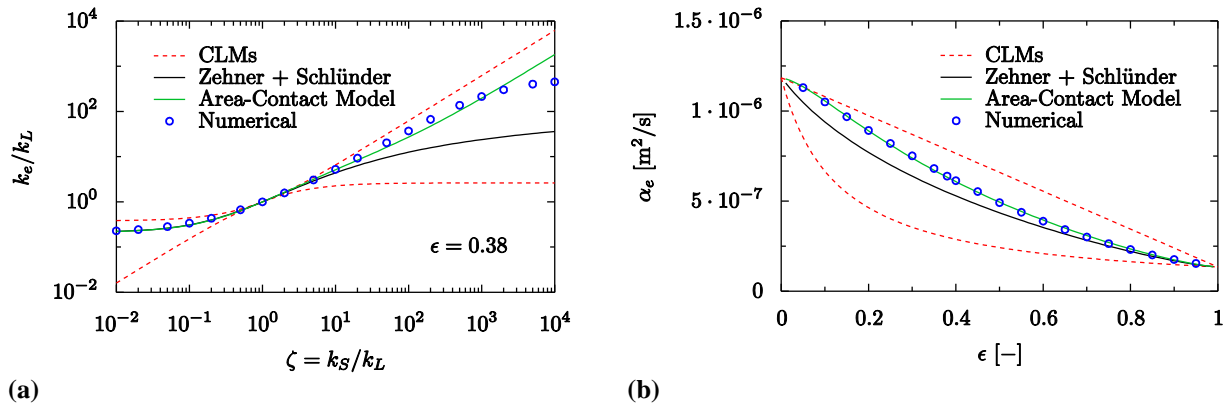 10^4
10^2
10^0
10^{-2}
k_e/k_L
CLMs
Zehner + Schlünder
Area-Contact Model
Numerical
ϵ = 0.38
10^{-2} 10^{-1} 10^0 10^1 10^2 10^3 10^4
ζ = k_S/k_L
(a)
1.5·10^{-6}
1·10^{-6}
5·10^{-7}
0
α_e [m^2/s]
CLMs
Zehner + Schlünder
Area-Contact Model
Numerical
0 0.2 0.4 0.6 0.8 1
ϵ [−]
(b)